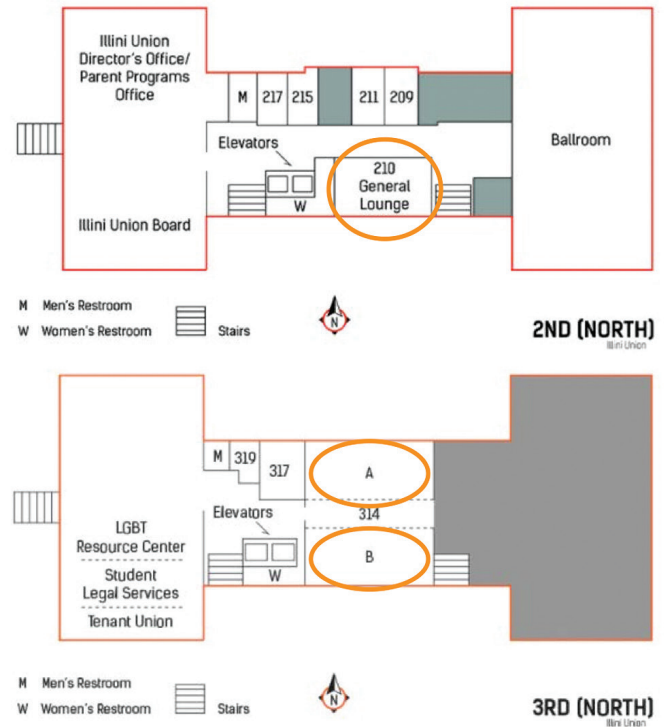 Illini Union
Director's Office/
Parent Programs
Office
M
217
215
211
209
Elevators
W
210
General
Lounge
Ballroom
Illini Union Board
M Men's Restroom
W Women's Restroom
Stairs
N
2ND (NORTH)
Illini Union
M
319
317
A
314
Elevators
B
W
LGBT
Resource Center
Student
Legal Services
Tenant Union
M Men's Restroom
W Women's Restroom
Stairs
N
3RD (NORTH)
Illini Union